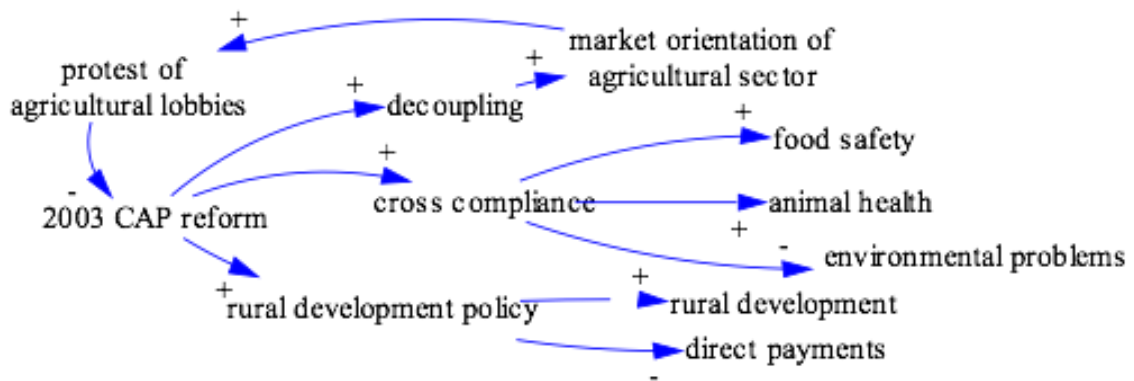 +
market orientation of
agricultural sector
+
protest of
agricultural lobbies
+
decoupling
+
food safety
+
cross compliance
animal health
+
-
2003 CAP reform
-
environmental problems
+
rural development policy
+
rural development
direct payments
-